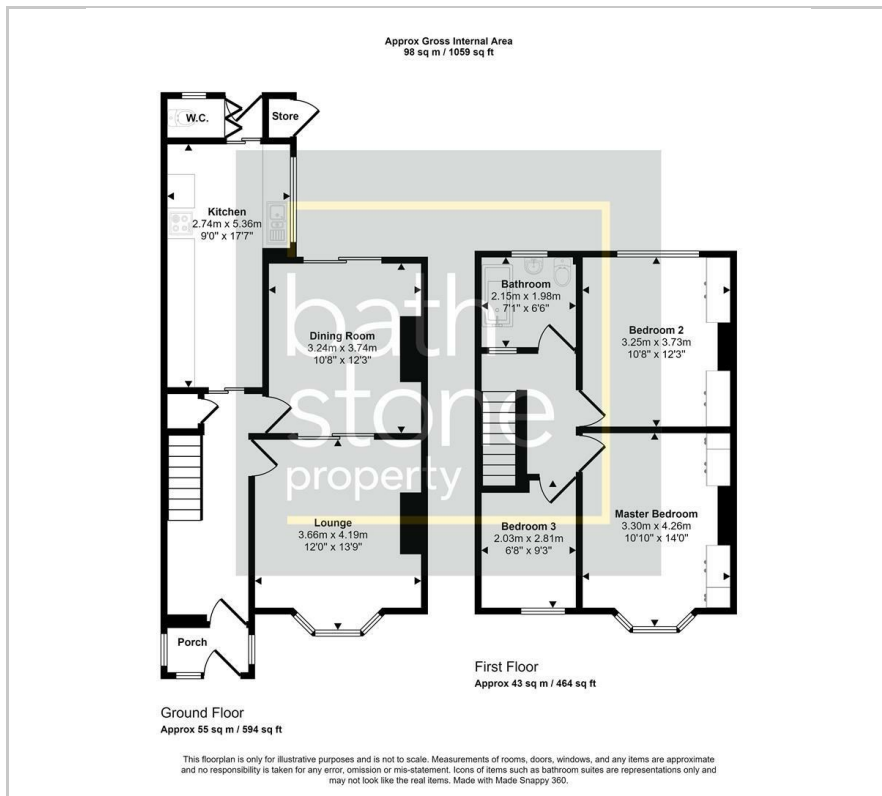 Approx Gross Internal Area
98 sq m / 1059 sq ft
W.C.
Store
Kitchen
2.74m x 5.36m
9'0" x 17'7"
Dining Room
3.24m x 3.74m
10'8" x 12'3"
Lounge
3.66m x 4.19m
12'0" x 13'9"
Porch
Ground Floor
Approx 55 sq m / 594 sq ft
Bathroom
2.15m x 1.98m
7'1" x 6'6"
Bedroom 2
3.25m x 3.73m
10'8" x 12'3"
Master Bedroom
3.30m x 4.26m
10'10" x 14'0"
Bedroom 3
2.03m x 2.81m
6'8" x 9'3"
First Floor
Approx 43 sq m / 464 sq ft
bath
stone
property
This floorplan is only for illustrative purposes and is not to scale. Measurements of rooms, doors, windows, and any items are approximate
and no responsibility is taken for any error, omission or mis-statement. Icons of items such as bathroom suites are representations only and
may not look like the real items. Made with Made Snappy 360.